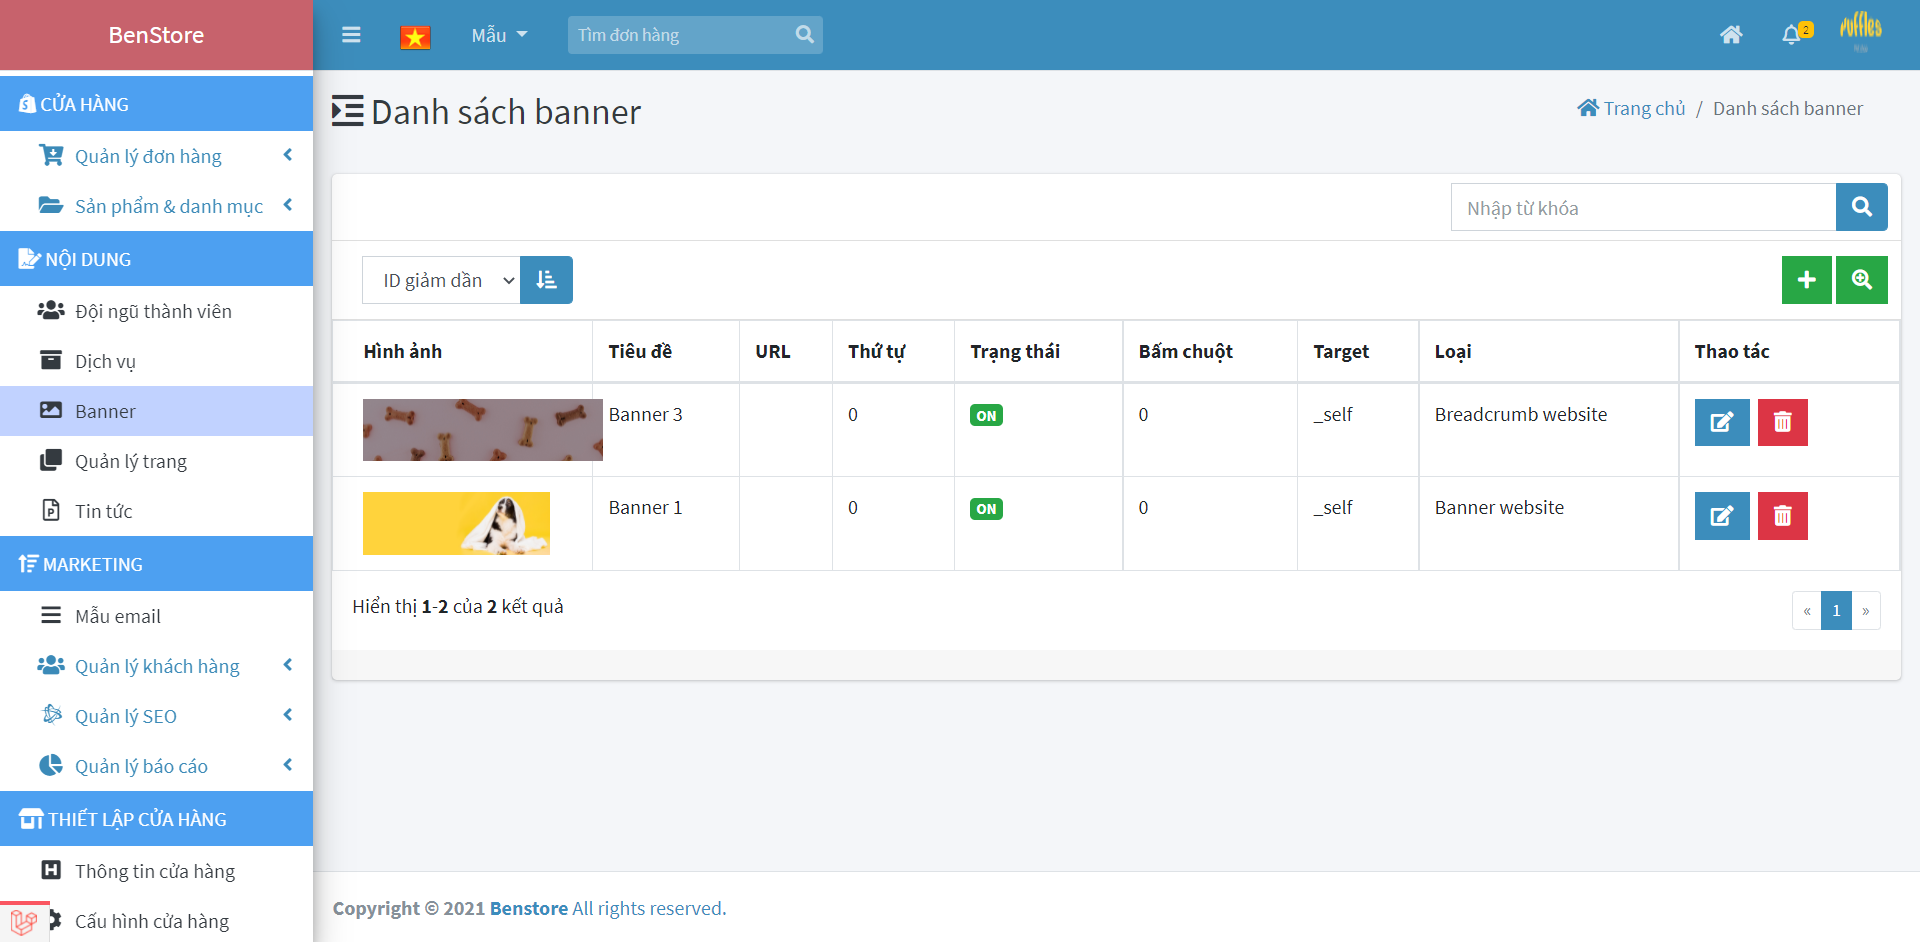 BenStore
Mẫu
Tìm đơn hàng
2
ruffles
CỬA HÀNG
Quản lý đơn hàng
Sản phẩm & danh mục
NỘI DUNG
Đội ngũ thành viên
Dịch vụ
Banner
Quản lý trang
Tin tức
MARKETING
Mẫu email
Quản lý khách hàng
Quản lý SEO
Quản lý báo cáo
THIẾT LẬP CỬA HÀNG
Thông tin cửa hàng
Cấu hình cửa hàng
Danh sách banner
Trang chủ / Danh sách banner
Nhập từ khóa
ID giảm dần
Hình ảnh Tiêu đề URL Thứ tự Trạng thái Bấm chuột Target Loại Thao tác
Banner 3 0 ON 0 _self Breadcrumb website
Banner 1 0 ON 0 _self Banner website
Hiển thị 1-2 của 2 kết quả
« 1 »
Copyright © 2021 Benstore All rights reserved.